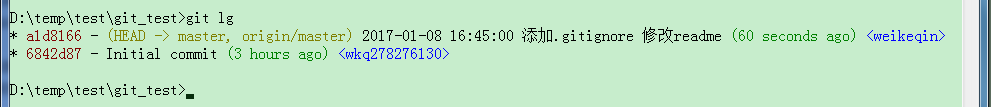 D:\temp\test\git_test>git lg
* a1d8166 - (HEAD -> master, origin/master) 2017-01-08 16:45:00 添加.gitignore 修改readme (60 seconds ago) <weikeqin>
* 6842d87 - Initial commit (3 hours ago) <wkq278276130>
D:\temp\test\git_test>